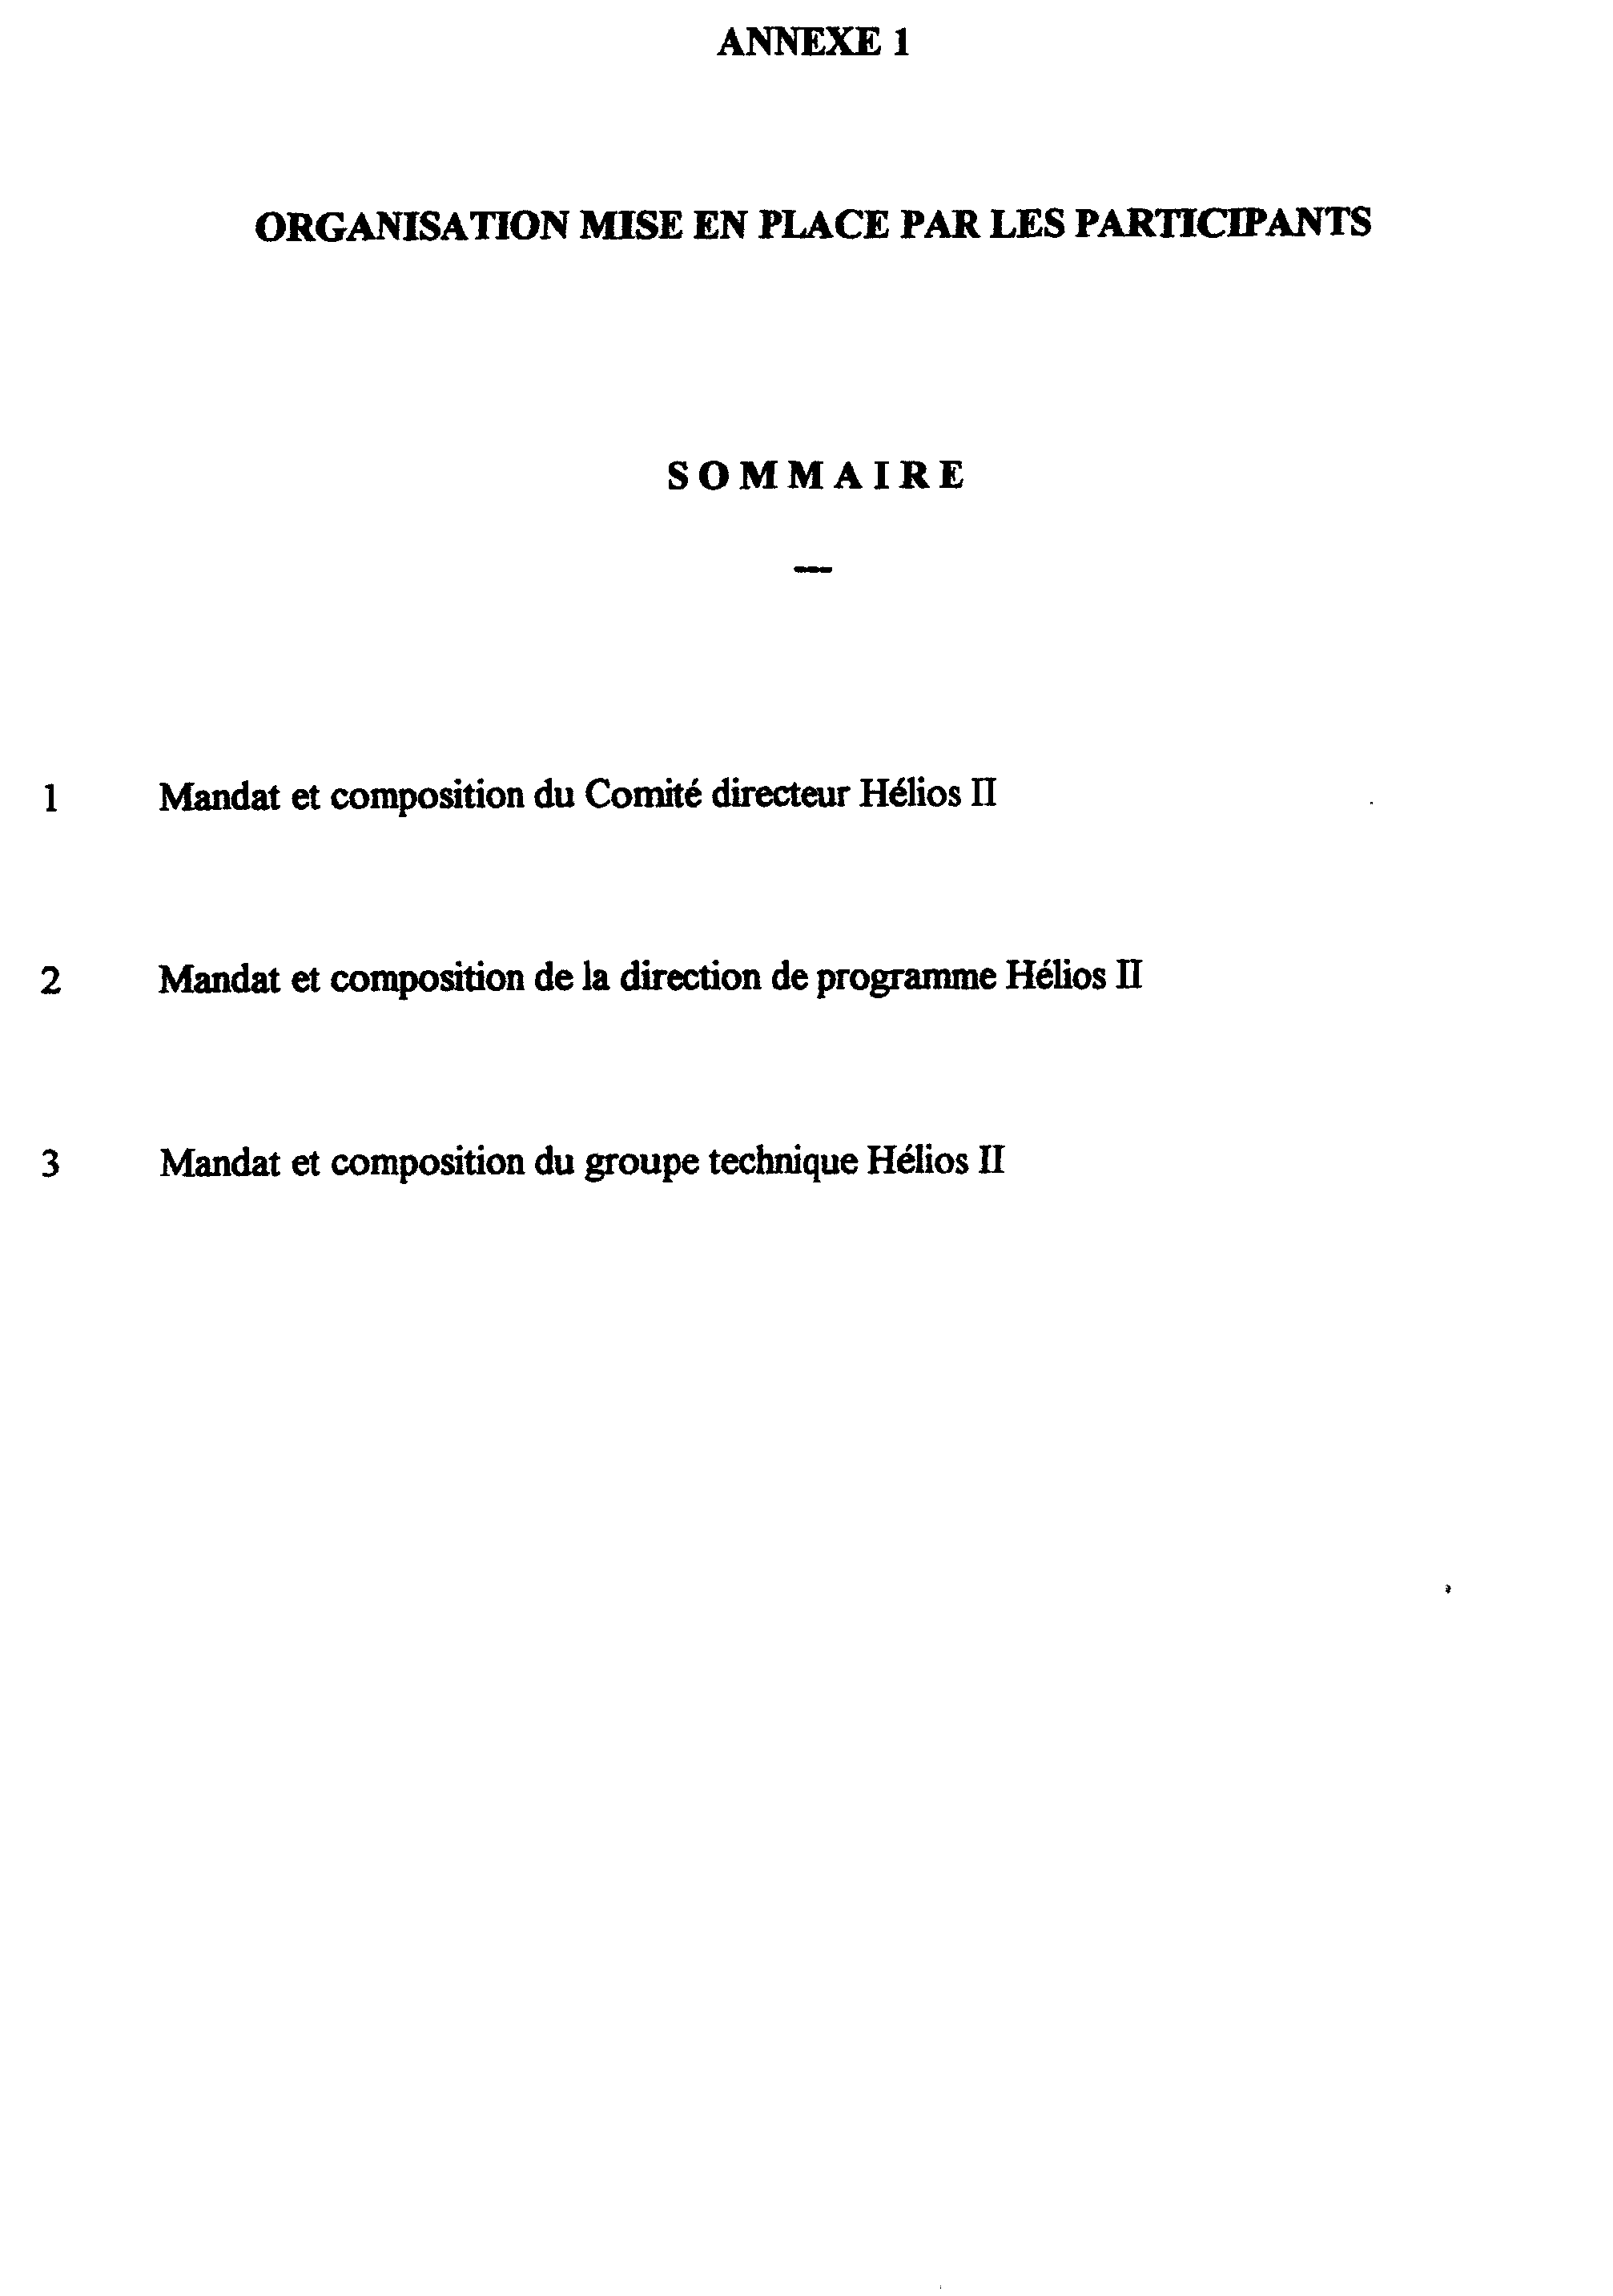 ANNEXE 1
ORGANISATION MISE EN PLACE PAR LES PARTICIPANTS
SOMMAIRE
—
1 Mandat et composition du Comité directeur Hélios II
2 Mandat et composition de la direction de programme Hélios II
3 Mandat et composition du groupe technique Hélios II